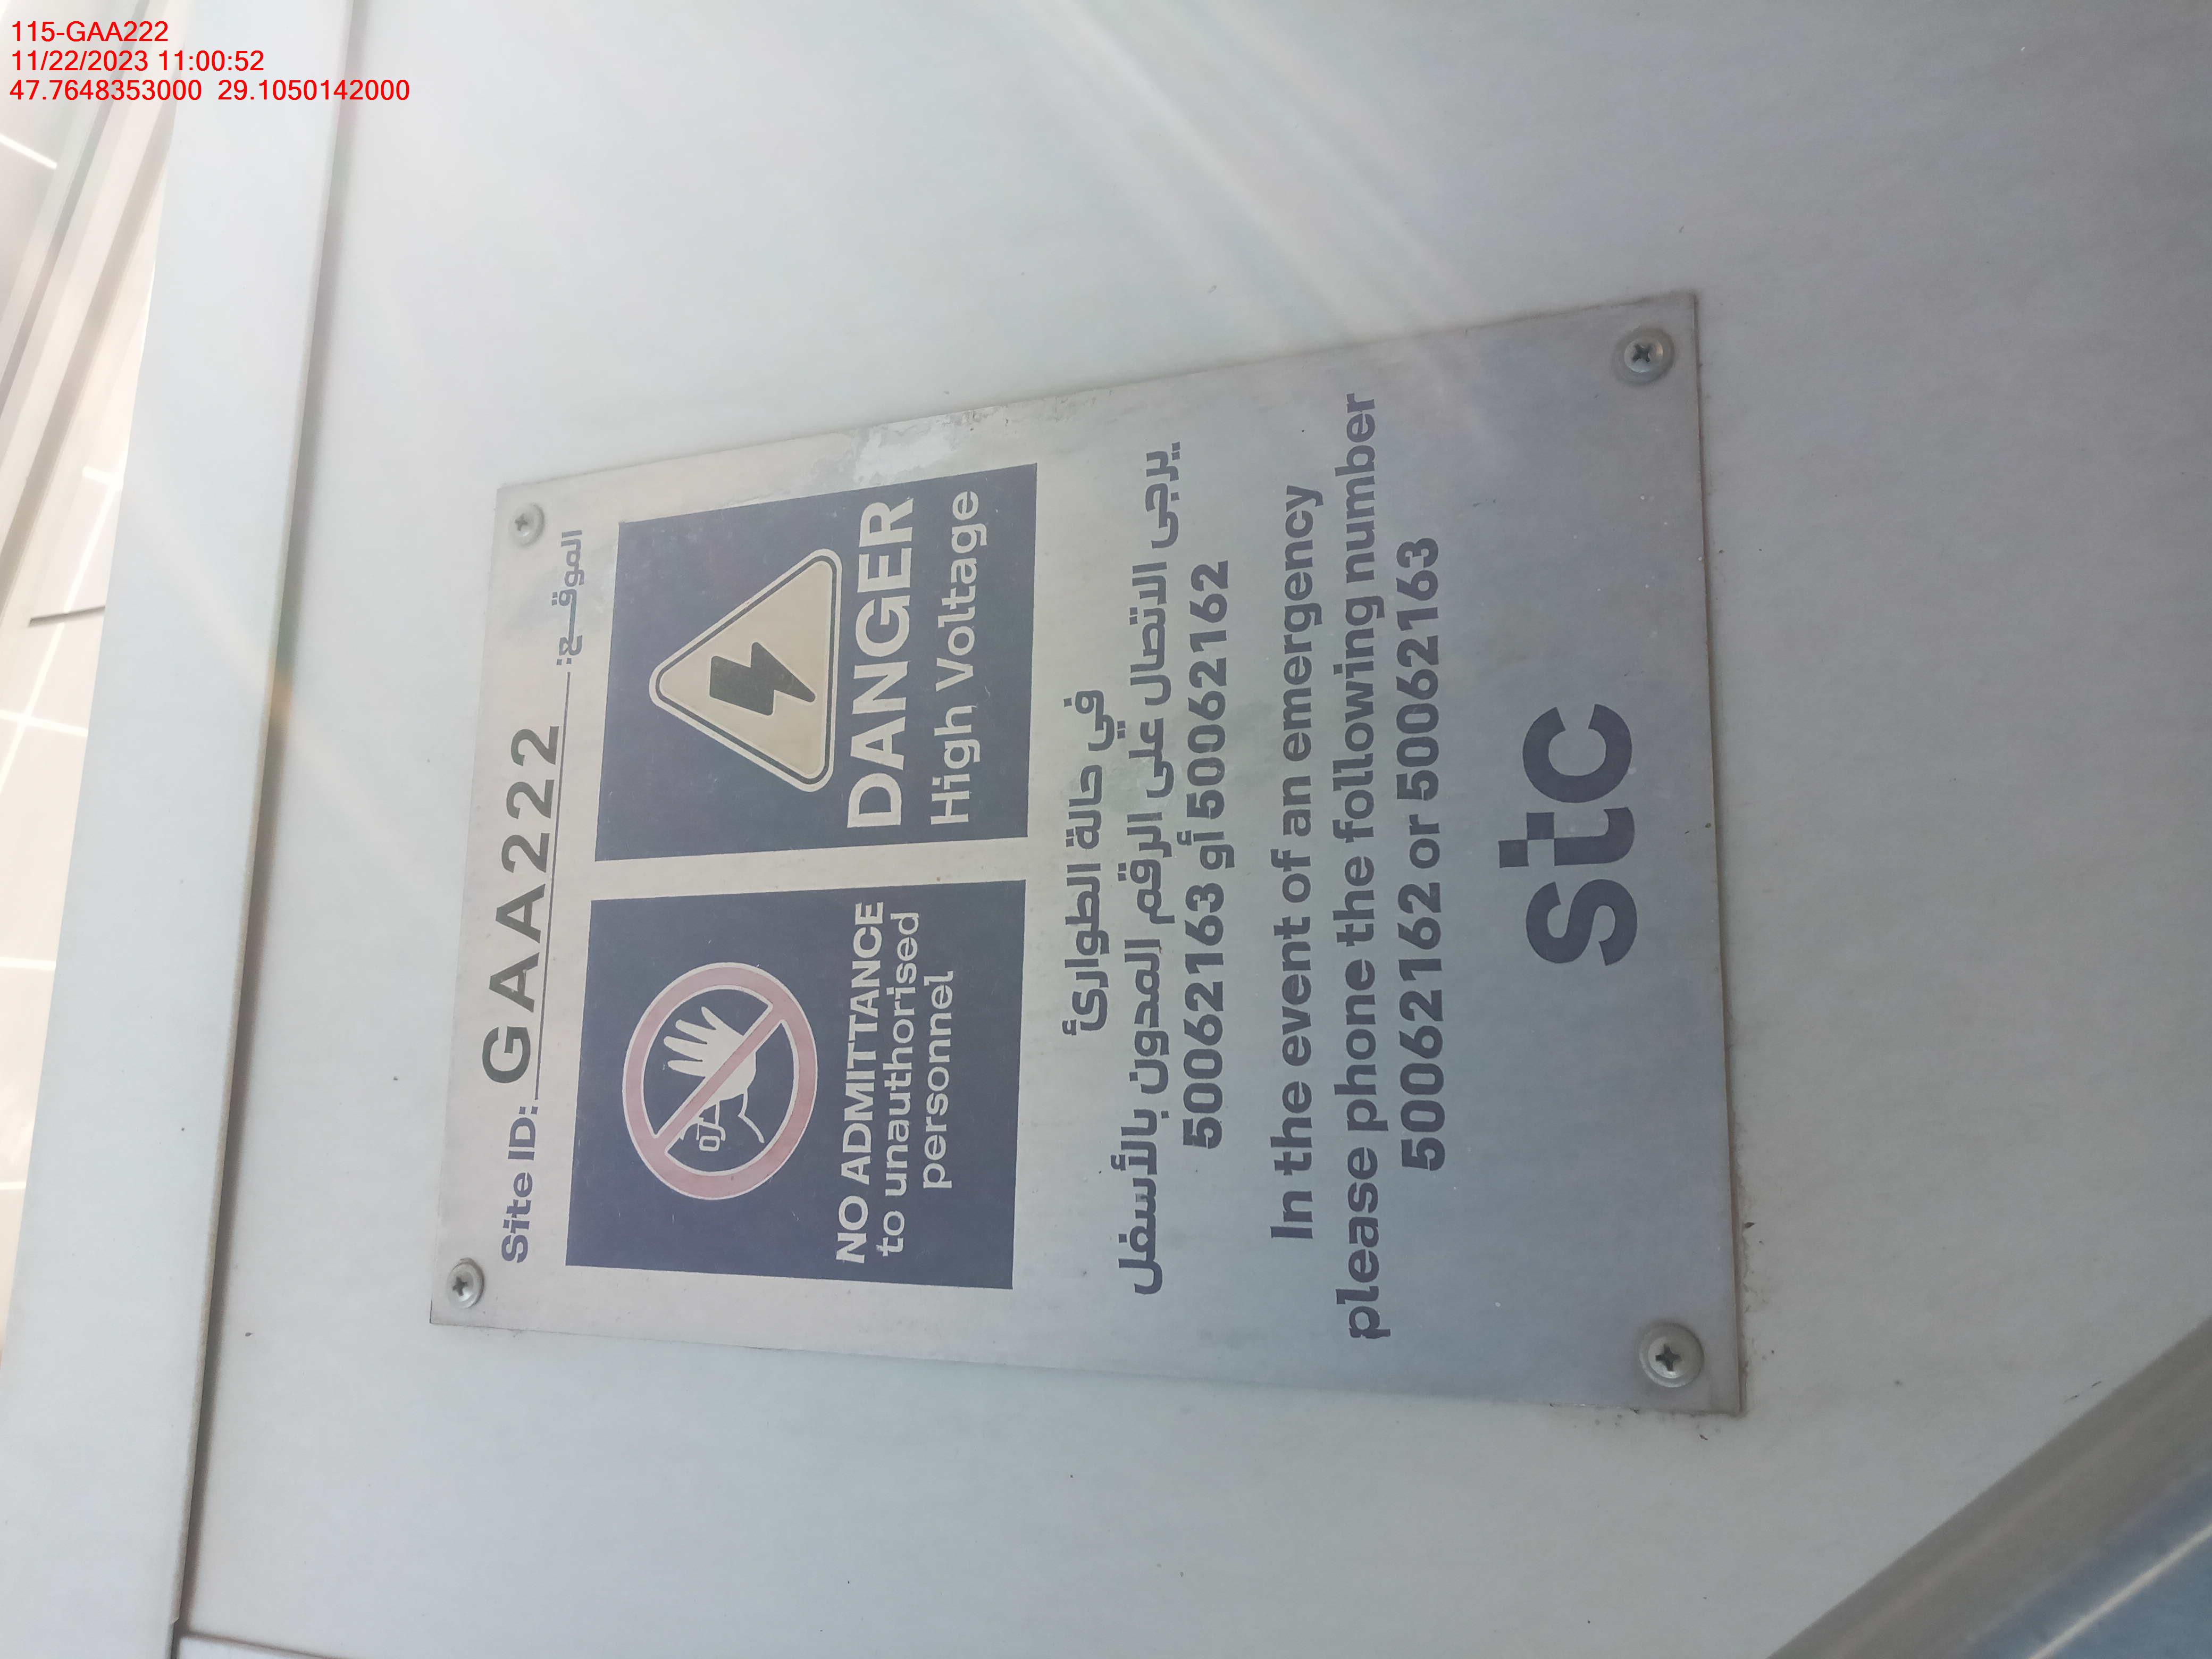 115-GAA222
11/22/2023 11:00:52
47.7648353000 29.1050142000
Site ID: GAA222 الموقـــع:
NO ADMITTANCE
to unauthorised
personnel
DANGER
High Voltage
في حالة الطوارئ
يرجى الاتصال على الرقم المدون بالأسفل
50062163 أو 50062162
In the event of an emergency
please phone the following number
50062162 or 50062163
stc